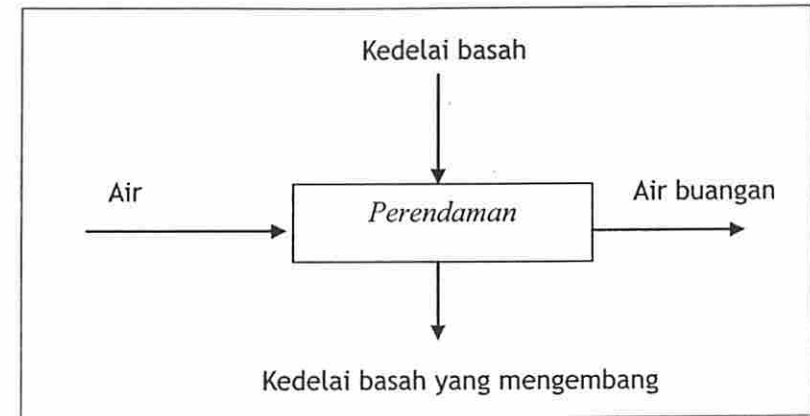 Kedelai basah
Air
Perendaman
Air buangan
Kedelai basah yang mengembang